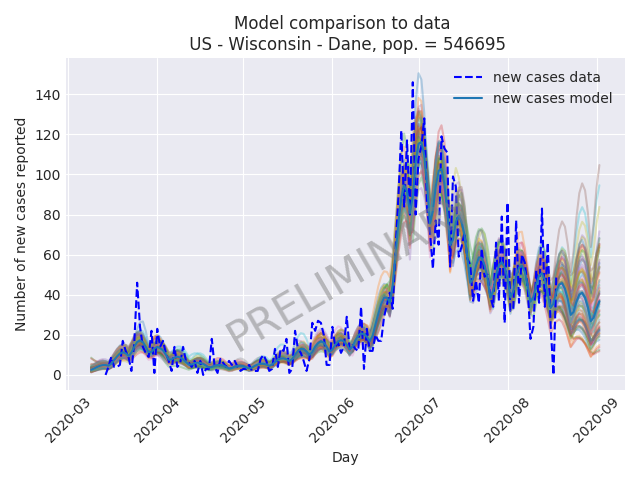 Model comparison to data
US - Wisconsin - Dane, pop. = 546695
new cases data
new cases model
Number of new cases reported
140
120
100
80
60
40
20
0
PRELIMINARY
2020-03
2020-04
2020-05
2020-06
2020-07
2020-08
2020-09
Day